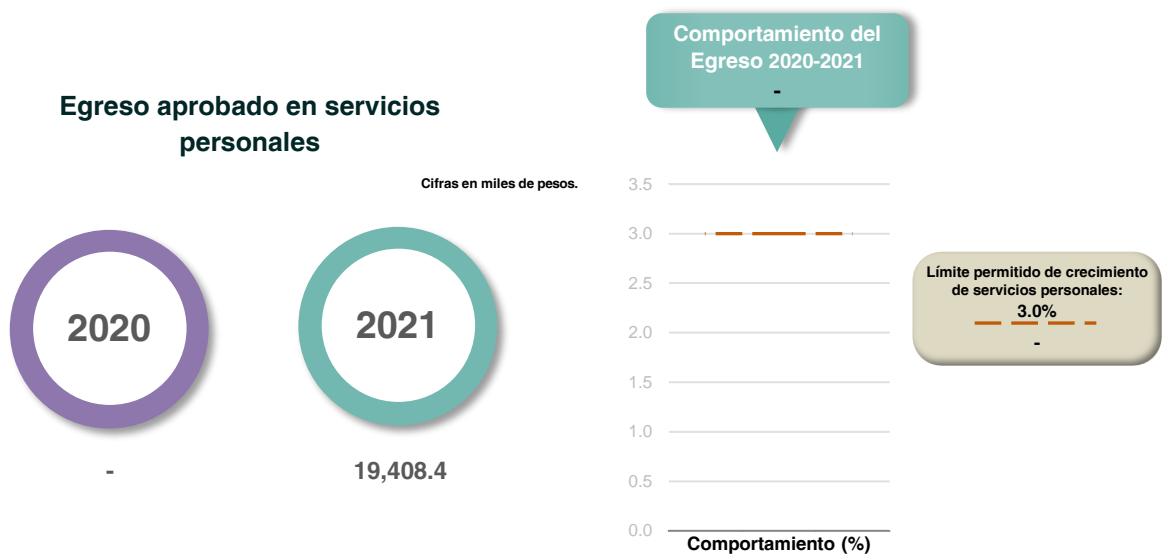 Egreso aprobado en servicios
personales
Cifras en miles de pesos.
2020
-
2021
19,408.4
Comportamiento del
Egreso 2020-2021
-
3.5
3.0
2.5
2.0
1.5
1.0
0.5
0.0
Comportamiento (%)
Límite permitido de crecimiento
de servicios personales:
3.0%
-